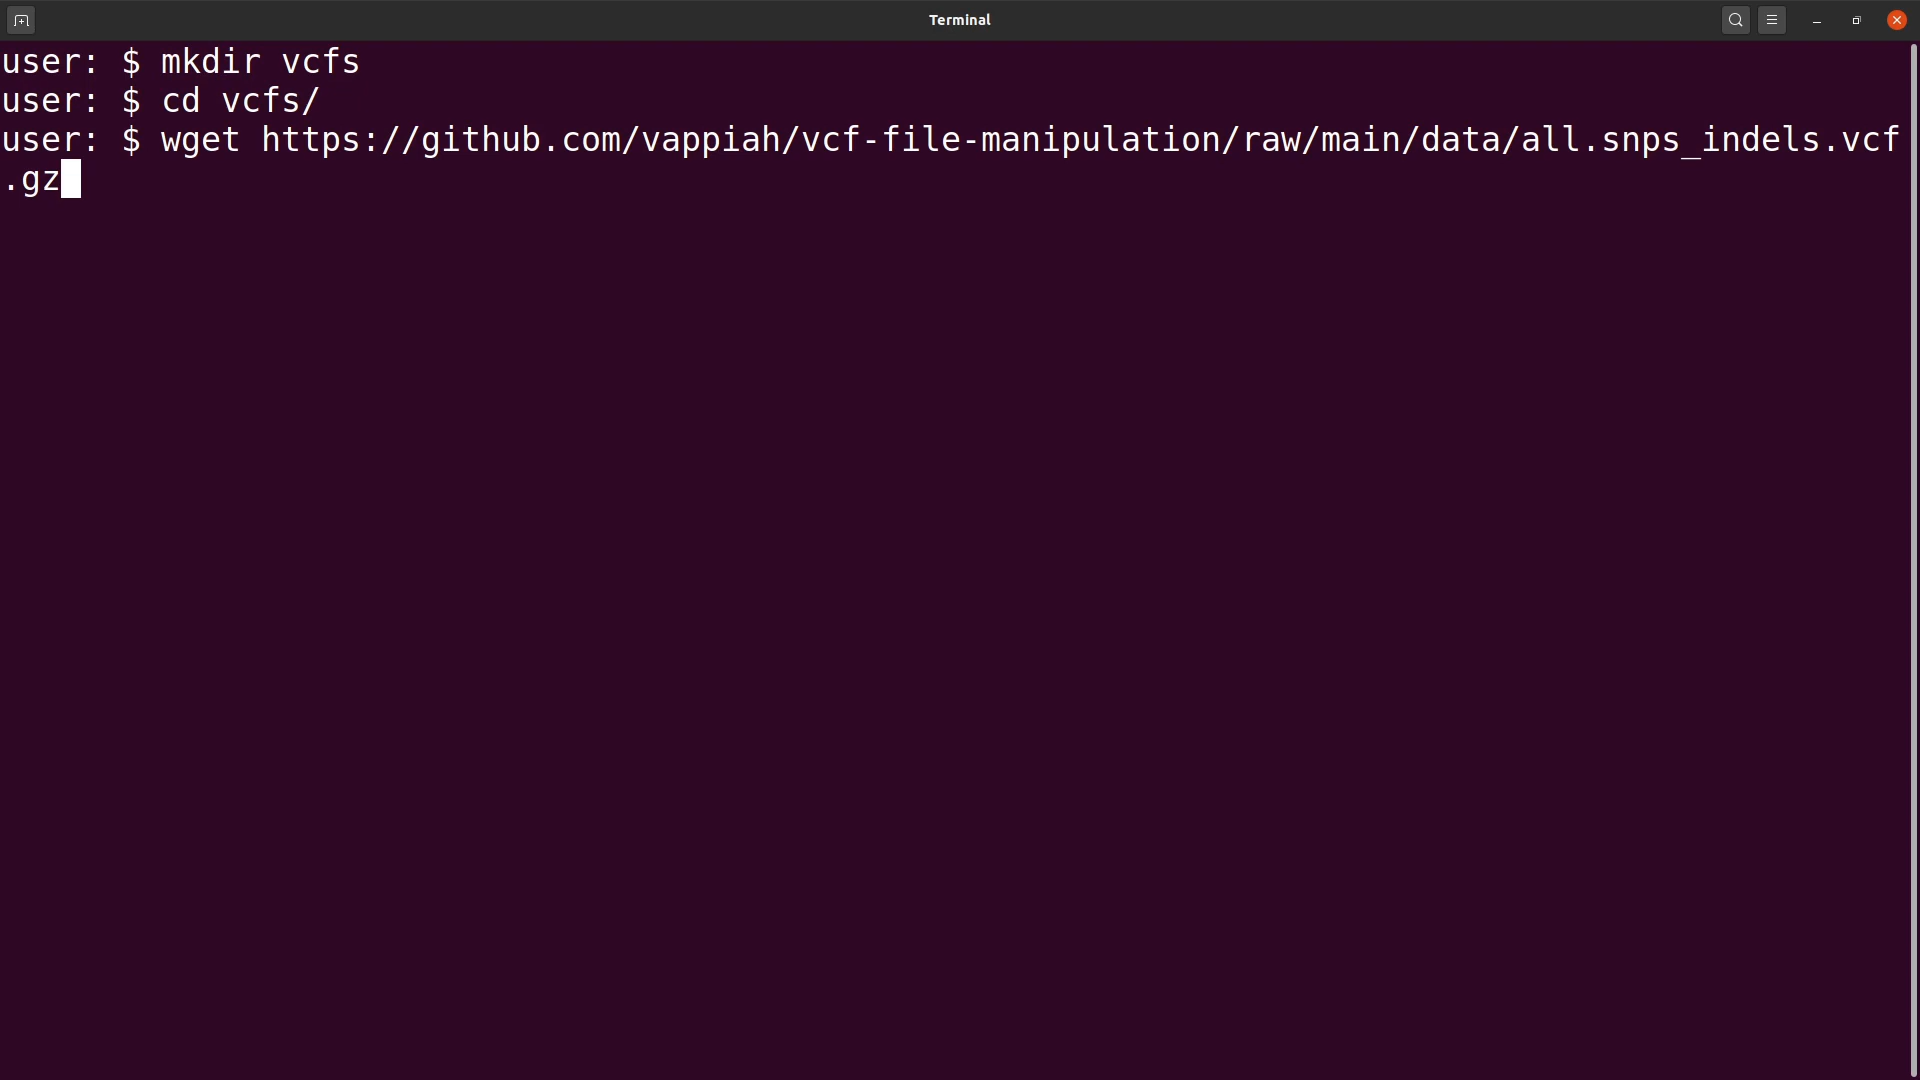 Terminal
user: $ mkdir vcfs
user: $ cd vcfs/
user: $ wget https://github.com/vappiah/vcf-file-manipulation/raw/main/data/all.snps_indels.vcf
.gz